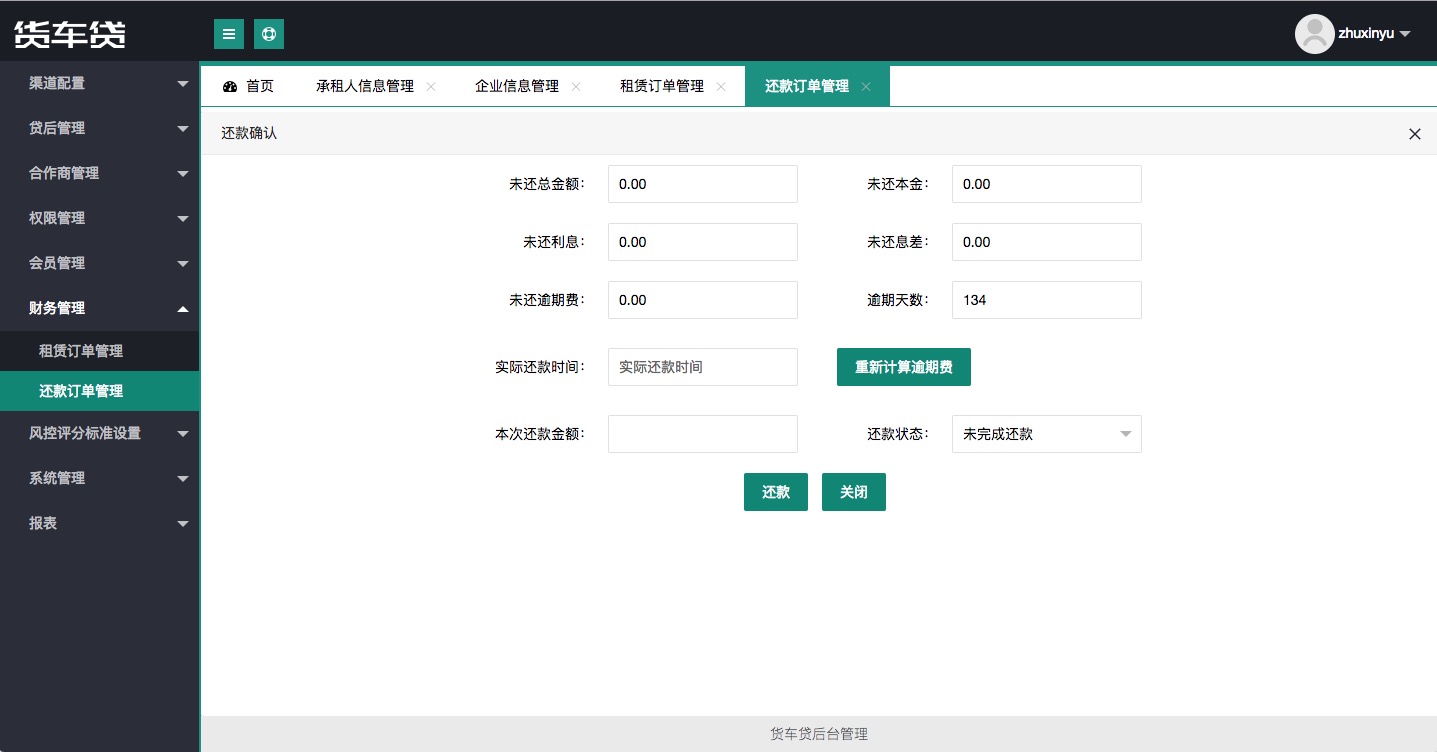 货车贷
zhuxinyu
渠道配置
贷后管理
合作商管理
权限管理
会员管理
财务管理
租赁订单管理
还款订单管理
风控评分标准设置
系统管理
报表
首页 承租人信息管理 企业信息管理 租赁订单管理 还款订单管理
还款确认
未还总金额: 0.00 未还本金: 0.00
未还利息: 0.00 未还息差: 0.00
未还逾期费: 0.00 逾期天数: 134
实际还款时间: 实际还款时间 重新计算逾期费
本次还款金额: 还款状态: 未完成还款
还款 关闭
货车贷后台管理